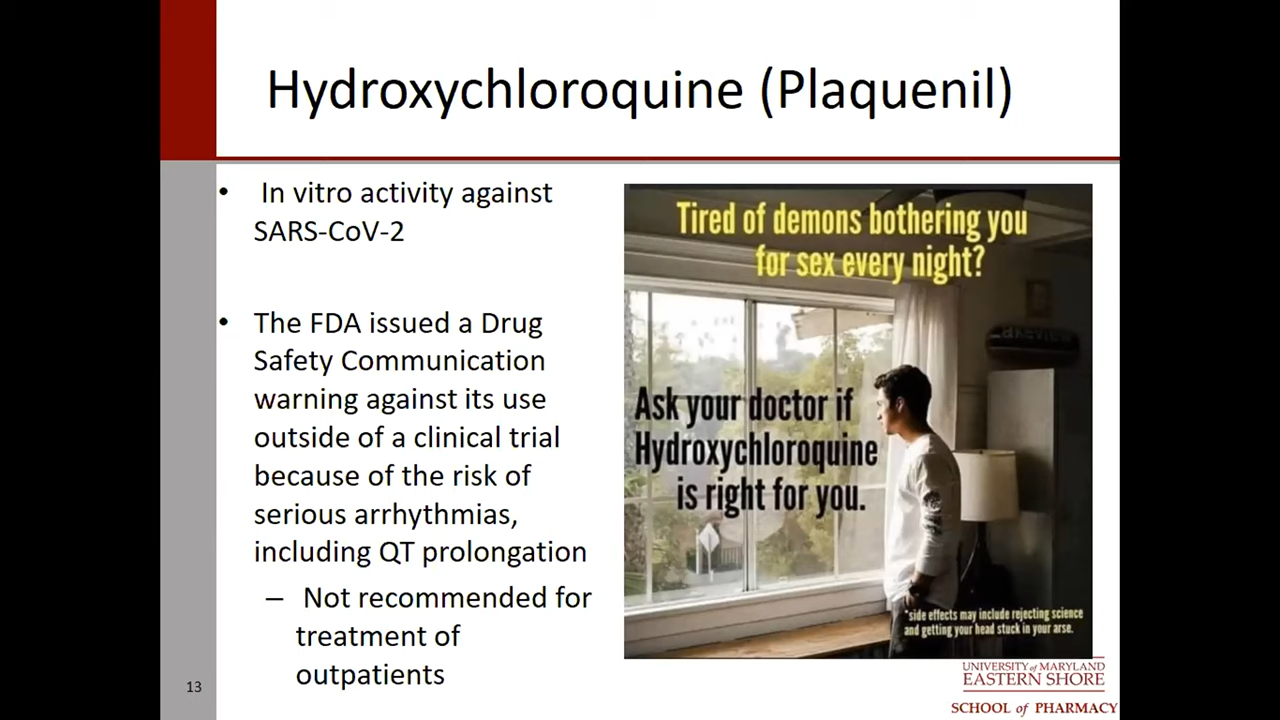 Hydroxychloroquine (Plaquenil)
• In vitro activity against
SARS-CoV-2
• The FDA issued a Drug
Safety Communication
warning against its use
outside of a clinical trial
because of the risk of
serious arrhythmias,
including QT prolongation
– Not recommended for
treatment of
outpatients
Tired of demons bothering you
for sex every night?
LAKEVIEW
Ask your doctor if
Hydroxychloroquine
is right for you.
*side effects may include rejecting science
and getting your head stuck in your arse.
13
UNIVERSITY of MARYLAND
EASTERN SHORE
SCHOOL of PHARMACY